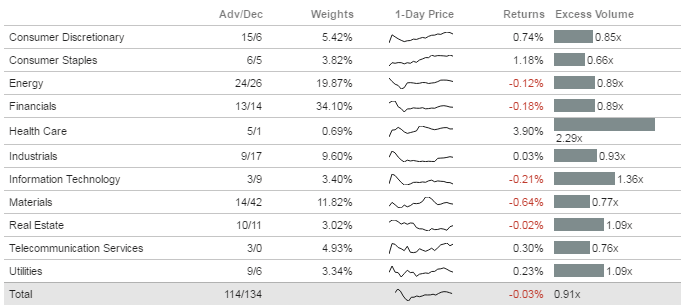 Adv/Dec Weights 1-Day Price Returns Excess Volume
Consumer Discretionary 15/6 5.42% 0.74% 0.85x
Consumer Staples 6/5 3.82% 1.18% 0.66x
Energy 24/26 19.87% -0.12% 0.89x
Financials 13/14 34.10% -0.18% 0.89x
Health Care 5/1 0.69% 3.90% 2.29x
Industrials 9/17 9.60% 0.03% 0.93x
Information Technology 3/9 3.40% -0.21% 1.36x
Materials 14/42 11.82% -0.64% 0.77x
Real Estate 10/11 3.02% -0.02% 1.09x
Telecommunication Services 3/0 4.93% 0.30% 0.76x
Utilities 9/6 3.34% 0.23% 1.09x
Total 114/134 -0.03% 0.91x